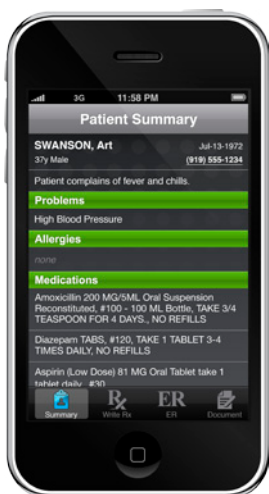 3G 11:58 PM
Patient Summary
SWANSON, Art Jul-13-1972
37y Male (919) 555-1234
Patient complains of fever and chills.
Problems
High Blood Pressure
Allergies
none
Medications
Amoxicillin 200 MG/5ML Oral Suspension
Reconstituted, #100 - 100 ML Bottle, TAKE 3/4
TEASPOON FOR 4 DAYS., NO REFILLS
Diazepam TABS, #120, TAKE 1 TABLET 3-4
TIMES DAILY, NO REFILLS
Aspirin (Low Dose) 81 MG Oral Tablet take 1
tablet daily, #30
Rx ER
Summary Write Rx ER Document